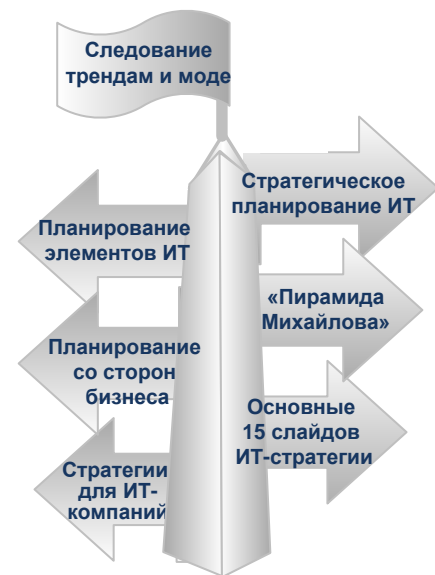 Следование
трендам и моде
Стратегическое
планирование ИТ
Планирование
элементов ИТ
«Пирамида
Михайлова»
Планирование
со сторон
бизнеса
Основные
15 слайдов
ИТ-стратегии
Стратегии
для ИТ-
компаний